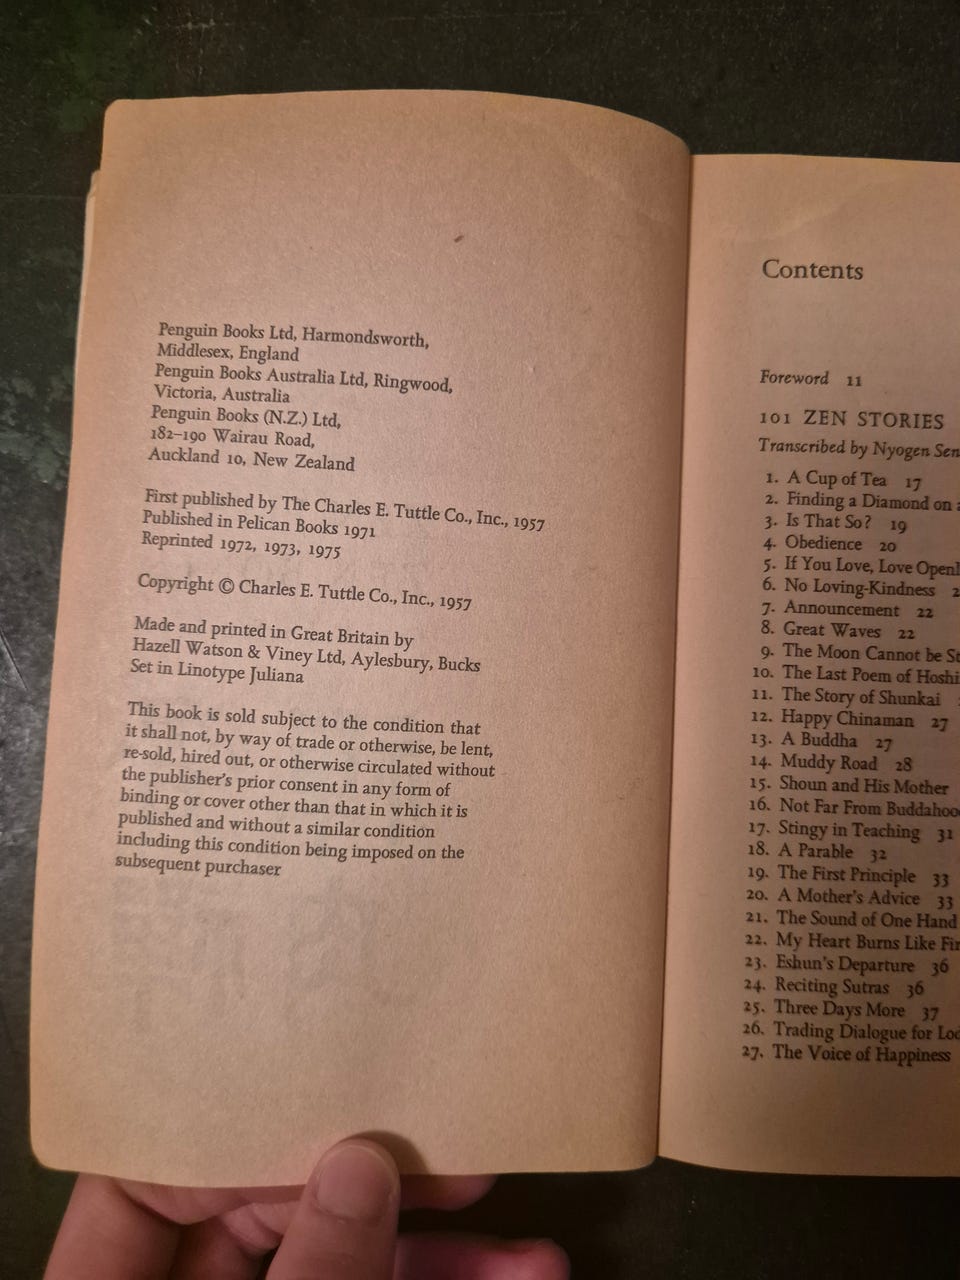 Penguin Books Ltd, Harmondsworth,
Middlesex, England
Penguin Books Australia Ltd, Ringwood,
Victoria, Australia
Penguin Books (N.Z.) Ltd,
182–190 Wairau Road,
Auckland 10, New Zealand
First published by The Charles E. Tuttle Co., Inc., 1957
Published in Pelican Books 1971
Reprinted 1972, 1973, 1975
Copyright © Charles E. Tuttle Co., Inc., 1957
Made and printed in Great Britain by
Hazell Watson & Viney Ltd, Aylesbury, Bucks
Set in Linotype Juliana
This book is sold subject to the condition that
it shall not, by way of trade or otherwise, be lent,
re-sold, hired out, or otherwise circulated without
the publisher's prior consent in any form of
binding or cover other than that in which it is
published and without a similar condition
including this condition being imposed on the
subsequent purchaser
Contents
Foreword 11
101 ZEN STORIES
Transcribed by Nyogen Sen
1. A Cup of Tea 17
2. Finding a Diamond on a
3. Is That So? 19
4. Obedience 20
5. If You Love, Love Openl
6. No Loving-Kindness 2
7. Announcement 22
8. Great Waves 22
9. The Moon Cannot be St
10. The Last Poem of Hoshi
11. The Story of Shunkai
12. Happy Chinaman 27
13. A Buddha 27
14. Muddy Road 28
15. Shoun and His Mother
16. Not Far From Buddahoo
17. Stingy in Teaching 31
18. A Parable 32
19. The First Principle 33
20. A Mother's Advice 33
21. The Sound of One Hand
22. My Heart Burns Like Fir
23. Eshun's Departure 36
24. Reciting Sutras 36
25. Three Days More 37
26. Trading Dialogue for Lod
27. The Voice of Happiness